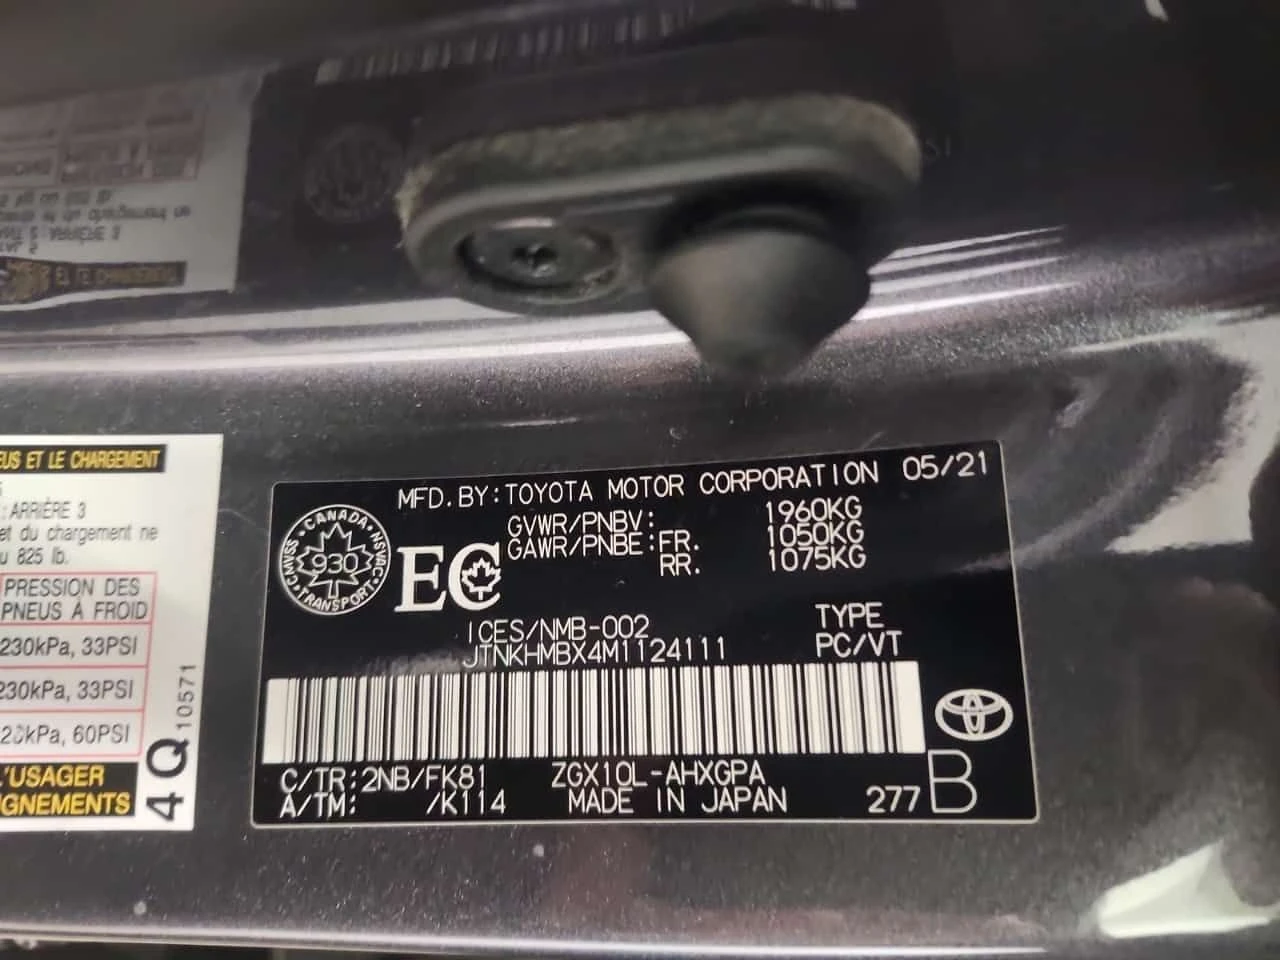 EUS ET LE CHARGEMENT
: ARRIÈRE 3
et du chargement ne
825 lb.
PRESSION DES
PNEUS À FROID
230kPa, 33PSI
230kPa, 33PSI
kPa, 60PSI
L'USAGER
IGNEMENTS
4Q 10571
MFD. BY: TOYOTA MOTOR CORPORATION 05/21
GVWR/PNBV: 1960KG
GAWR/PNBE: FR. 1050KG
RR. 1075KG
CANADA
930
TRANSPORT
CMVSS
NSVAC
EC
ICES/NMB-002
JTNKHMBX4M1124111
TYPE
PC/VT
C/TR: 2NB/FK81 ZGX10L-AHXGPA
A/TM: /K114 MADE IN JAPAN
277 B